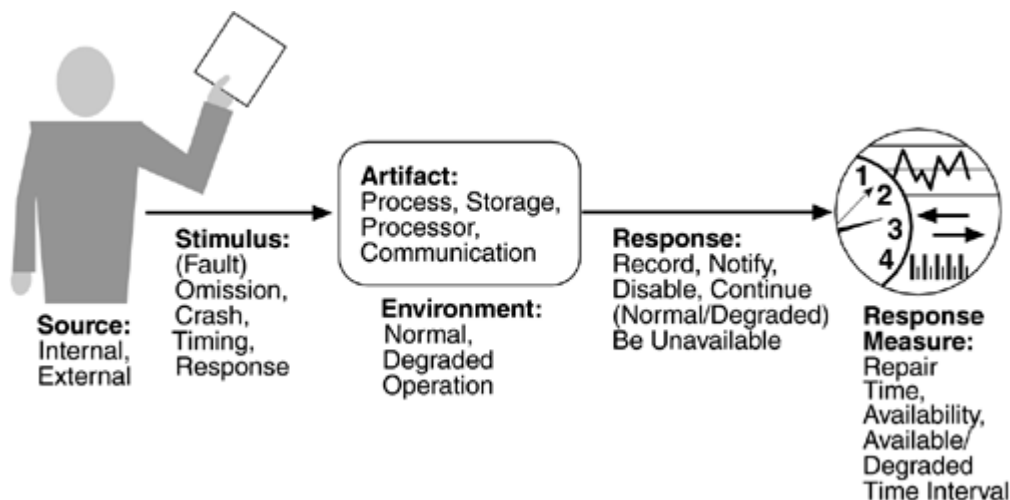 Source:
Internal,
External
Stimulus:
(Fault)
Omission,
Crash,
Timing,
Response
Artifact:
Process, Storage,
Processor,
Communication
Environment:
Normal,
Degraded
Operation
Response:
Record, Notify,
Disable, Continue
(Normal/Degraded)
Be Unavailable
1
2
3
4
Response
Measure:
Repair
Time,
Availability,
Available/
Degraded
Time Interval